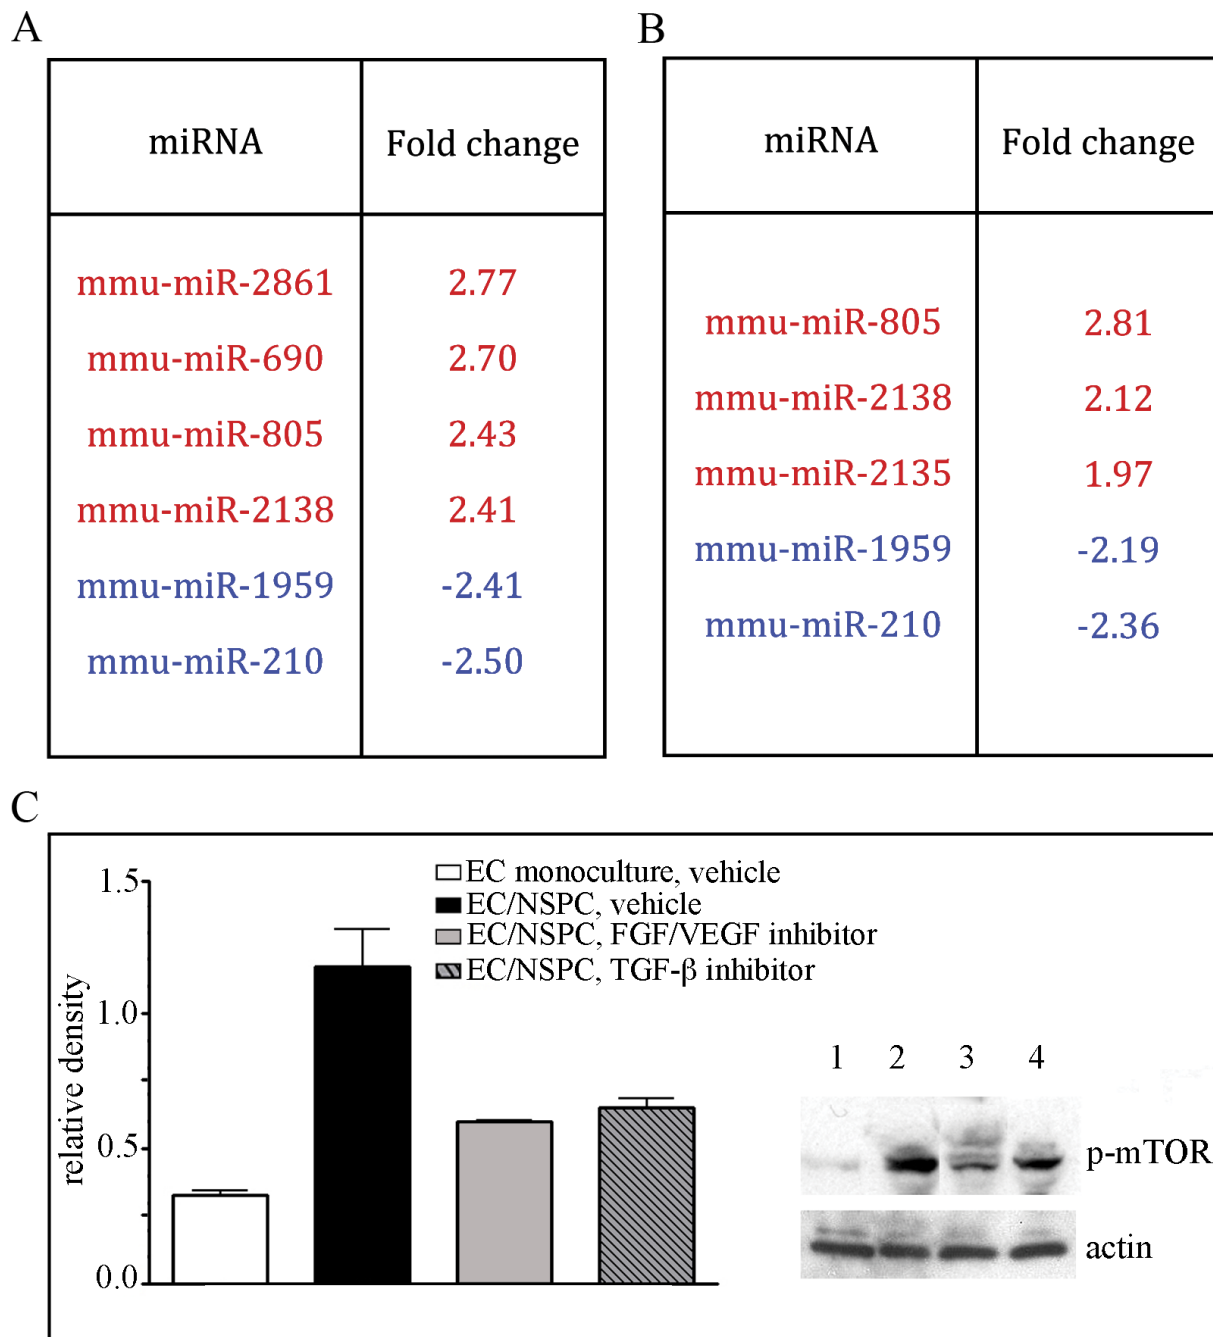 A
miRNA Fold change
mmu-miR-2861 2.77
mmu-miR-690 2.70
mmu-miR-805 2.43
mmu-miR-2138 2.41
mmu-miR-1959 -2.41
mmu-miR-210 -2.50
B
miRNA Fold change
mmu-miR-805 2.81
mmu-miR-2138 2.12
mmu-miR-2135 1.97
mmu-miR-1959 -2.19
mmu-miR-210 -2.36
C
relative density
1.5
1.0
0.5
0.0
EC monoculture, vehicle
EC/NSPC, vehicle
EC/NSPC, FGF/VEGF inhibitor
EC/NSPC, TGF-β inhibitor
1 2 3 4
p-mTOR
actin